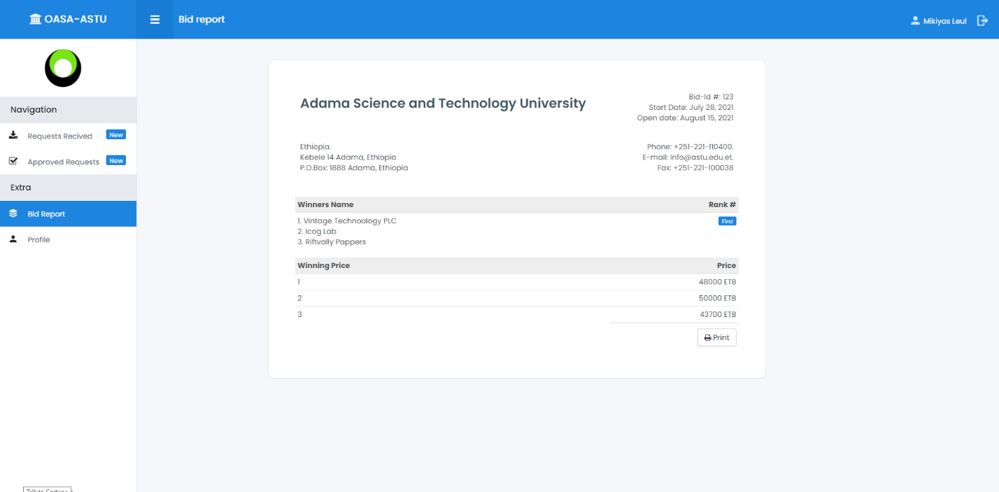 OASA-ASTU
Bid report
Mikiyas Leul
Navigation
Requests Recived New
Approved Requests New
Extra
Bid Report
Profile
Adama Science and Technology University
Bid-Id #: 123
Start Date: July 28, 2021
Open date: August 15, 2021
Ethiopia.
Kebele 14 Adama, Ethiopia
P.O.Box: 1888 Adama, Ethiopia
Phone: +251-221-110400.
E-mail: info@astu.edu.et.
Fax: +251-221-100038
Winners Name Rank #
1. Vintage Technoology PLC First
2. Icog Lab
3. Riftvally Pappers
Winning Price Price
1 48000 ETB
2 50000 ETB
3 43700 ETB
Print
Talk to Cortana